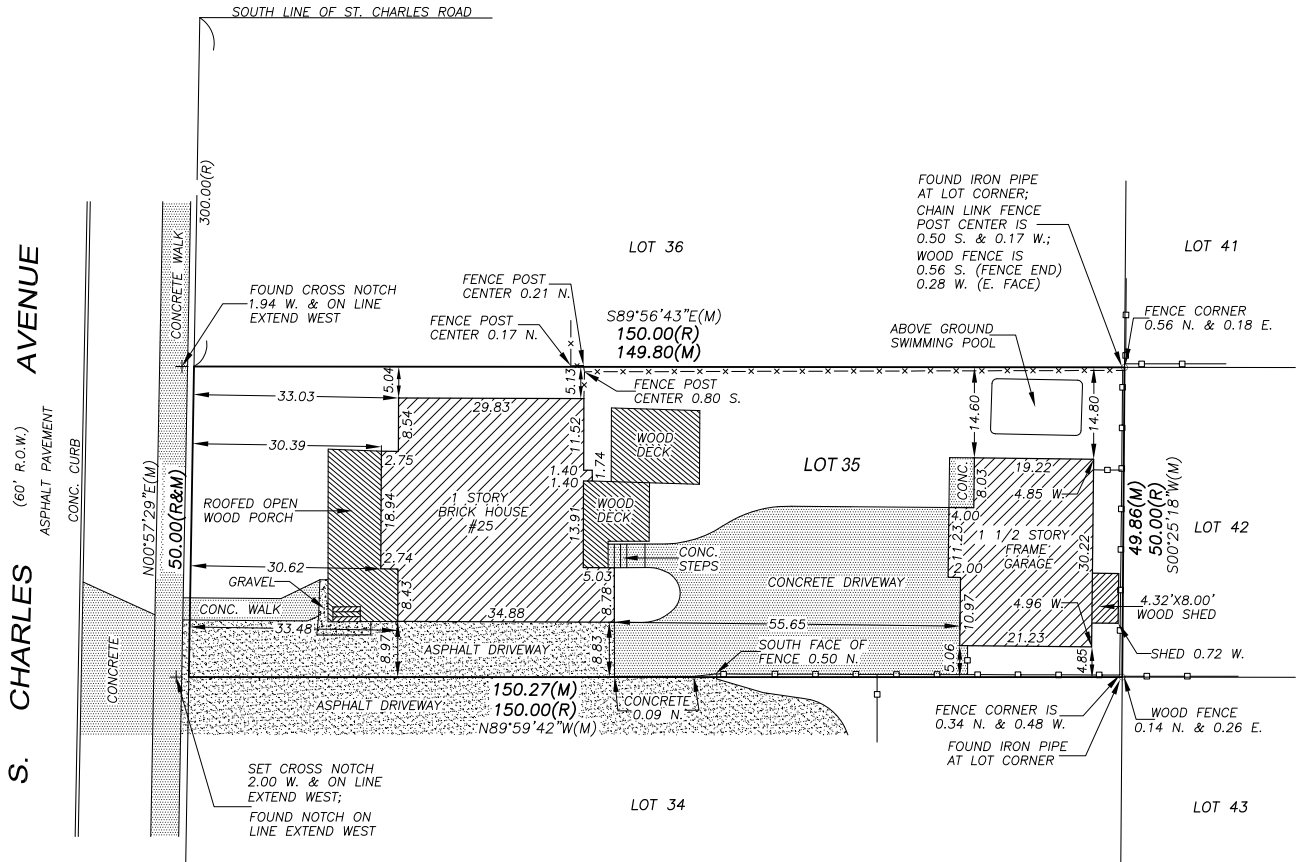 SOUTH LINE OF ST. CHARLES ROAD
300.00(R)
S. CHARLES AVENUE
(60' R.O.W.)
ASPHALT PAVEMENT
CONC. CURB
CONCRETE WALK
FOUND CROSS NOTCH
1.94 W. & ON LINE
EXTEND WEST
LOT 36
FENCE POST
CENTER 0.21 N.
FENCE POST
CENTER 0.17 N.
S89°56'43"E(M)
150.00(R)
149.80(M)
FOUND IRON PIPE
AT LOT CORNER;
CHAIN LINK FENCE
POST CENTER IS
0.50 S. & 0.17 W.;
WOOD FENCE IS
0.56 S. (FENCE END)
0.28 W. (E. FACE)
LOT 41
FENCE CORNER
0.56 N. & 0.18 E.
ABOVE GROUND
SWIMMING POOL
FENCE POST
CENTER 0.80 S.
5.04
5.13
33.03
29.83
8.54
11.52
30.39
2.75
1.40
1.40
1.74
WOOD
DECK
WOOD
DECK
LOT 35
14.60
14.80
CONC.
8.03
19.22
4.85 W.
ROOFED OPEN
WOOD PORCH
18.94
1 STORY
BRICK HOUSE
#25
13.91
4.00
11.23
1 1/2 STORY
FRAME
GARAGE
30.22
2.00
N00°57'29"E(M)
50.00(R&M)
49.86(M)
50.00(R)
S00°25'18"W(M)
LOT 42
2.74
30.62
GRAVEL
CONC. WALK
8.43
5.03
8.78
CONC.
STEPS
CONCRETE DRIVEWAY
4.96 W.
4.32'X8.00'
WOOD SHED
33.48
34.88
55.65
10.97
21.23
CONCRETE
8.97
ASPHALT DRIVEWAY
8.83
SOUTH FACE OF
FENCE 0.50 N.
5.06
4.85
SHED 0.72 W.
ASPHALT DRIVEWAY
150.27(M)
150.00(R)
N89°59'42"W(M)
CONCRETE
0.09 N.
FENCE CORNER IS
0.34 N. & 0.48 W.
WOOD FENCE
0.14 N. & 0.26 E.
FOUND IRON PIPE
AT LOT CORNER
SET CROSS NOTCH
2.00 W. & ON LINE
EXTEND WEST;
FOUND NOTCH ON
LINE EXTEND WEST
LOT 34
LOT 43